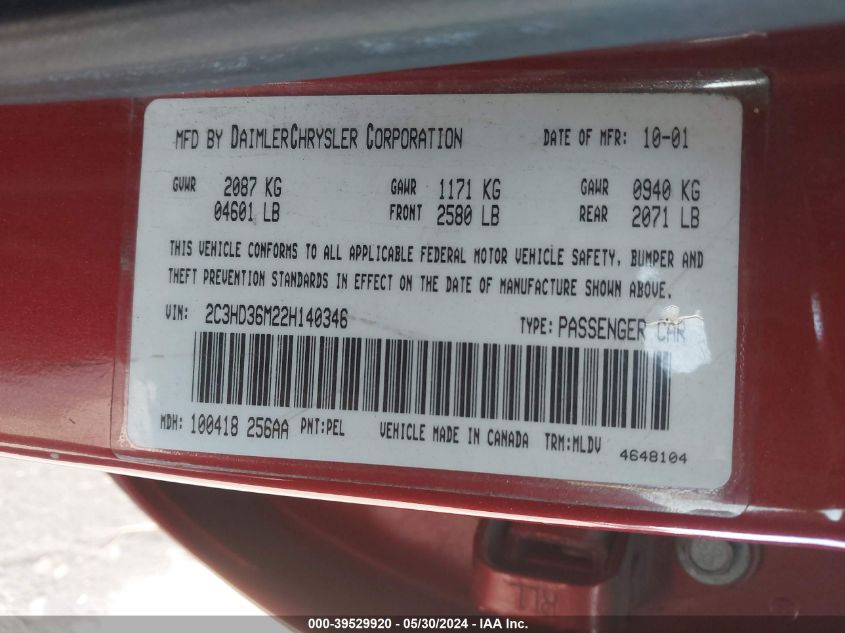 MFD BY DAIMLERCHRYSLER CORPORATION DATE OF MFR: 10-01
GVWR 2087 KG GAWR 1171 KG GAWR 0940 KG
04601 LB FRONT 2580 LB REAR 2071 LB
THIS VEHICLE CONFORMS TO ALL APPLICABLE FEDERAL MOTOR VEHICLE SAFETY, BUMPER AND
THEFT PREVENTION STANDARDS IN EFFECT ON THE DATE OF MANUFACTURE SHOWN ABOVE.
VIN: 2C3HD36M22H140346 TYPE: PASSENGER CAR
MDH: 100418 256AA PNT:PEL VEHICLE MADE IN CANADA TRM:MLDV 4648104
RLL
000-39529920 - 05/30/2024 - IAA Inc.